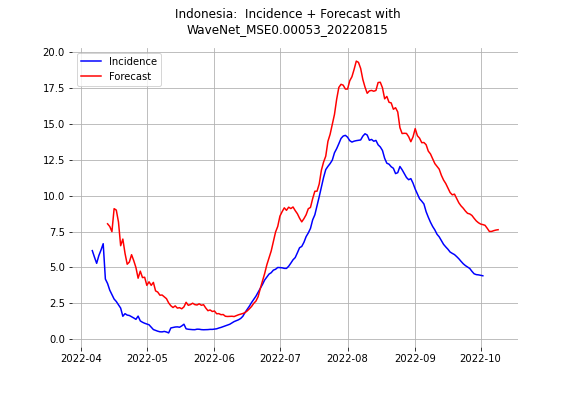 Indonesia:  Incidence + Forecast with
WaveNet_MSE0.00053_20220815
Incidence
Forecast
20.0
17.5
15.0
12.5
10.0
7.5
5.0
2.5
0.0
2022-04 2022-05 2022-06 2022-07 2022-08 2022-09 2022-10